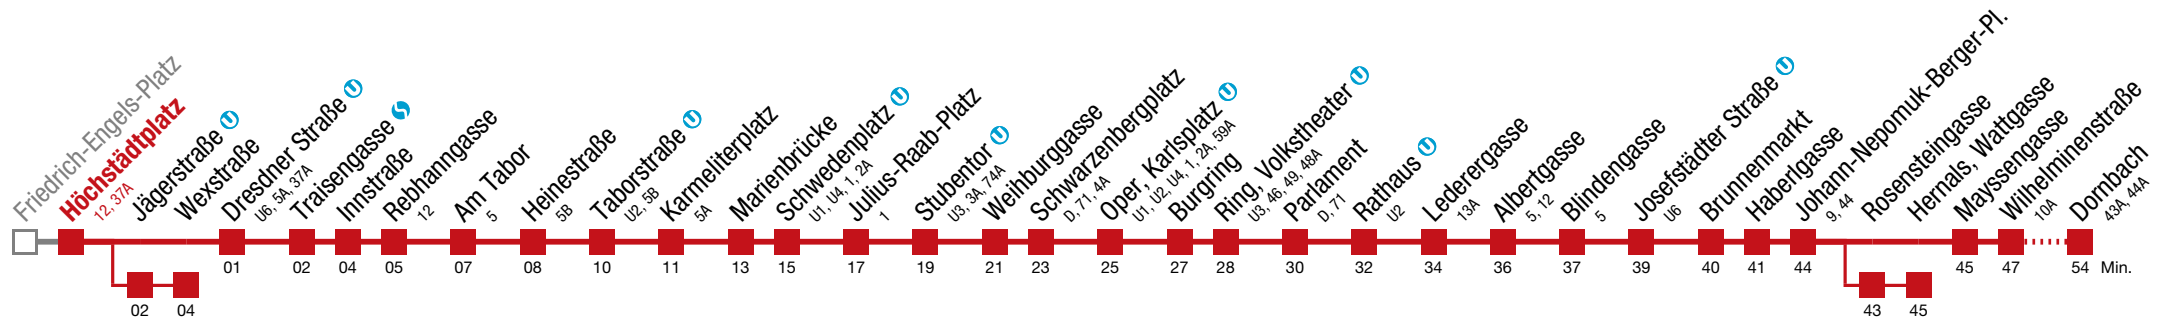 Friedrich-Engels-Platz
Höchstädtplatz
12, 37A
Jägerstraße U
Wexstraße
Dresdner Straße U
U6, 5A, 37A
Traisengasse S
Innstraße
Rebhanngasse
12
Am Tabor
5
Heinestraße
5B
Taborstraße U
U2, 5B
Karmeliterplatz
5A
Marienbrücke
Schwedenplatz U
U1, U4, 1, 2A
Julius-Raab-Platz
1
Stubentor U
U3, 3A, 74A
Weihburggasse
Schwarzenbergplatz
D, 71, 4A
Oper, Karlsplatz U
U1, U2, U4, 1, 2A, 59A
Burgring
Ring, Volkstheater U
U3, 46, 49, 48A
Parlament
D, 71
Rathaus U
U2
Lederergasse
13A
Albertgasse
5, 12
Blindengasse
5
Josefstädter Straße U
U6
Brunnenmarkt
Haberlgasse
Johann-Nepomuk-Berger-Pl.
9, 44
Rosensteingasse
Hernals, Wattgasse
Mayssengasse
Wilhelminenstraße
10A
Dornbach
43A, 44A
01 02 04 05 07 08 10 11 13 15 17 19 21 23 25 27 28 30 32 34 36 37 39 40 41 44 45 47 54 Min.
02 04 43 45